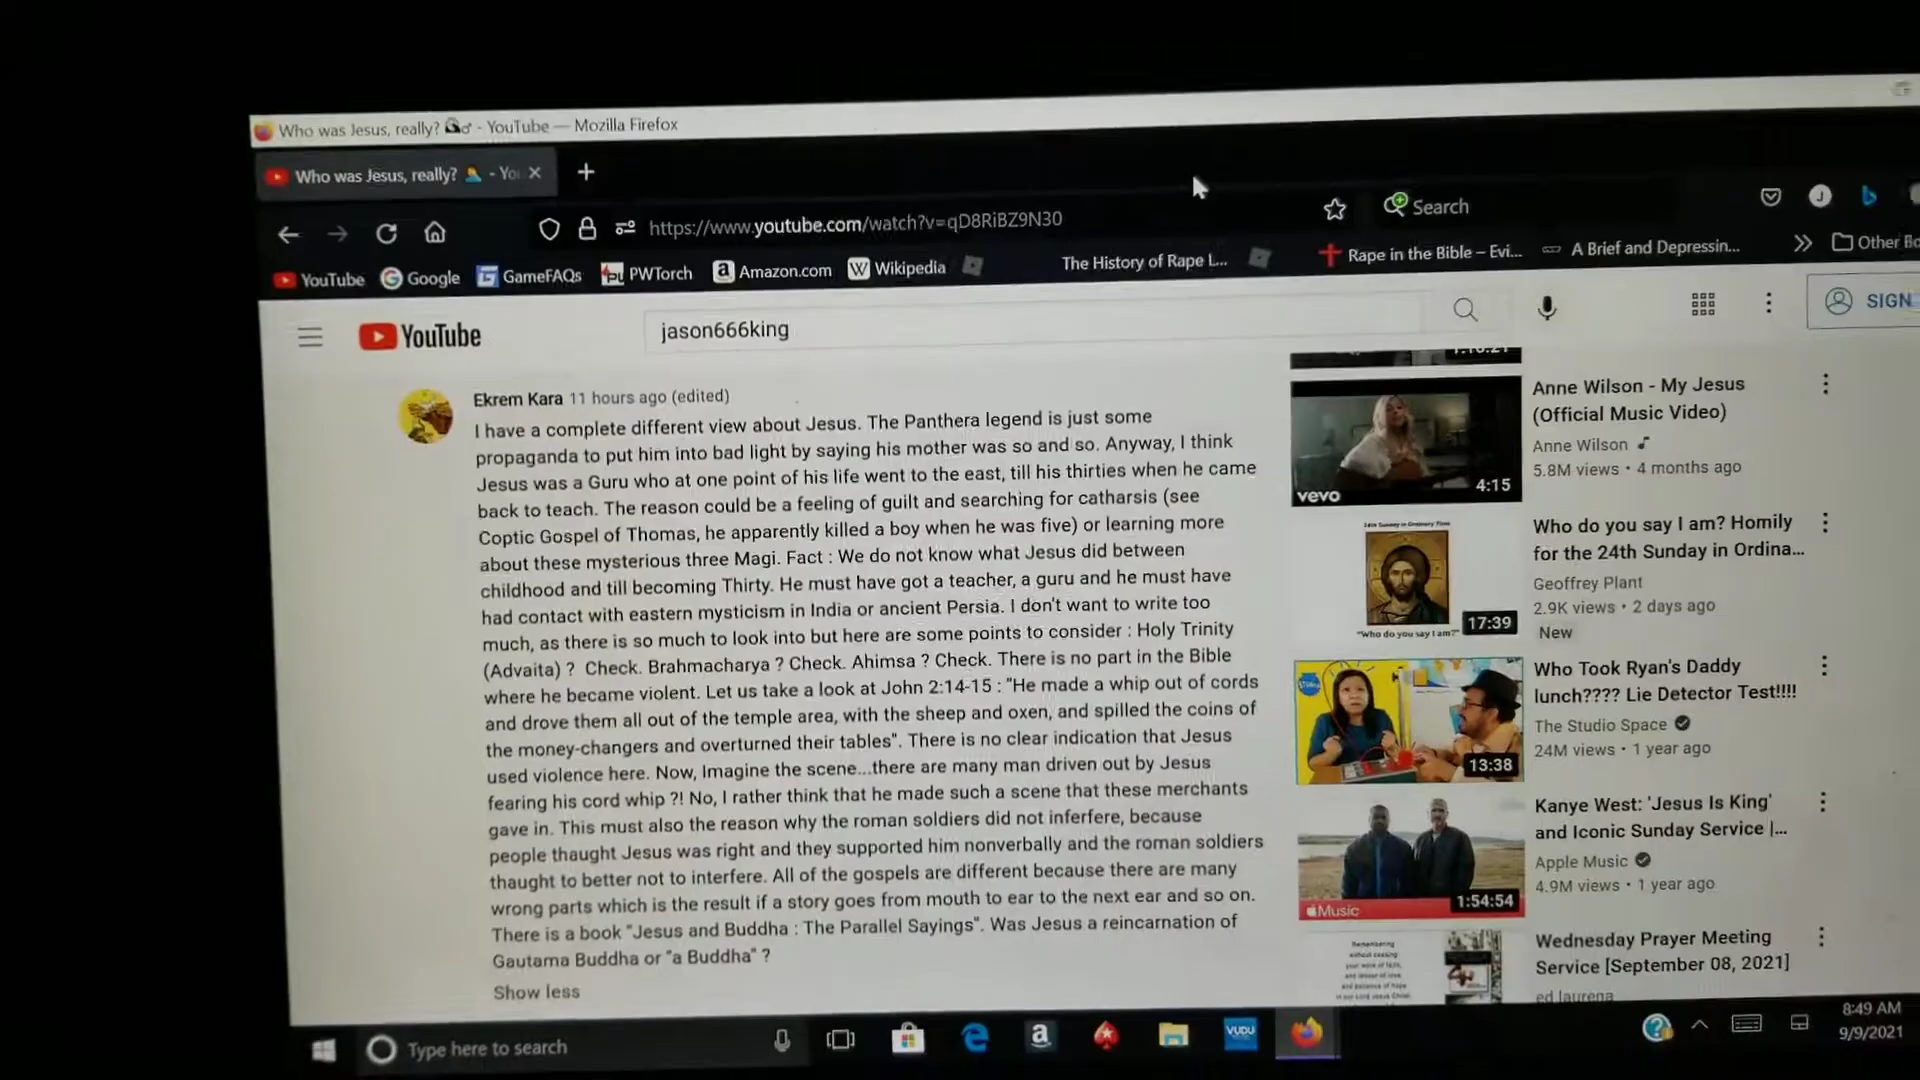 Who was Jesus, really? - YouTube — Mozilla Firefox
Who was Jesus, really? - Yo
https://www.youtube.com/watch?v=qD8RiBZ9N30
Search
YouTube Google GameFAQs PWTorch Amazon.com Wikipedia The History of Rape L... Rape in the Bible – Evi... A Brief and Depressin... Other Bo
YouTube
jason666king
SIGN
Ekrem Kara 11 hours ago (edited)
I have a complete different view about Jesus. The Panthera legend is just some
propaganda to put him into bad light by saying his mother was so and so. Anyway, I think
Jesus was a Guru who at one point of his life went to the east, till his thirties when he came
back to teach. The reason could be a feeling of guilt and searching for catharsis (see
Coptic Gospel of Thomas, he apparently killed a boy when he was five) or learning more
about these mysterious three Magi. Fact : We do not know what Jesus did between
childhood and till becoming Thirty. He must have got a teacher, a guru and he must have
had contact with eastern mysticism in India or ancient Persia. I don't want to write too
much, as there is so much to look into but here are some points to consider : Holy Trinity
(Advaita) ? Check. Brahmacharya ? Check. Ahimsa ? Check. There is no part in the Bible
where he became violent. Let us take a look at John 2:14-15 : "He made a whip out of cords
and drove them all out of the temple area, with the sheep and oxen, and spilled the coins of
the money-changers and overturned their tables". There is no clear indication that Jesus
used violence here. Now, Imagine the scene...there are many man driven out by Jesus
fearing his cord whip ?! No, I rather think that he made such a scene that these merchants
gave in. This must also the reason why the roman soldiers did not inferfere, because
people thaught Jesus was right and they supported him nonverbally and the roman soldiers
thaught to better not to interfere. All of the gospels are different because there are many
wrong parts which is the result if a story goes from mouth to ear to the next ear and so on.
There is a book "Jesus and Buddha : The Parallel Sayings". Was Jesus a reincarnation of
Gautama Buddha or "a Buddha" ?
Show less
vevo
4:15
Anne Wilson - My Jesus
(Official Music Video)
Anne Wilson
5.8M views • 4 months ago
"Who do you say I am?"
17:39
Who do you say I am? Homily
for the 24th Sunday in Ordina...
Geoffrey Plant
2.9K views • 2 days ago
New
13:38
Who Took Ryan's Daddy
lunch???? Lie Detector Test!!!!
The Studio Space
24M views • 1 year ago
Music
1:54:54
Kanye West: 'Jesus Is King'
and Iconic Sunday Service |...
Apple Music
4.9M views • 1 year ago
Wednesday Prayer Meeting
Service [September 08, 2021]
ed laurena
Type here to search
VUDU
8:49 AM
9/9/2021